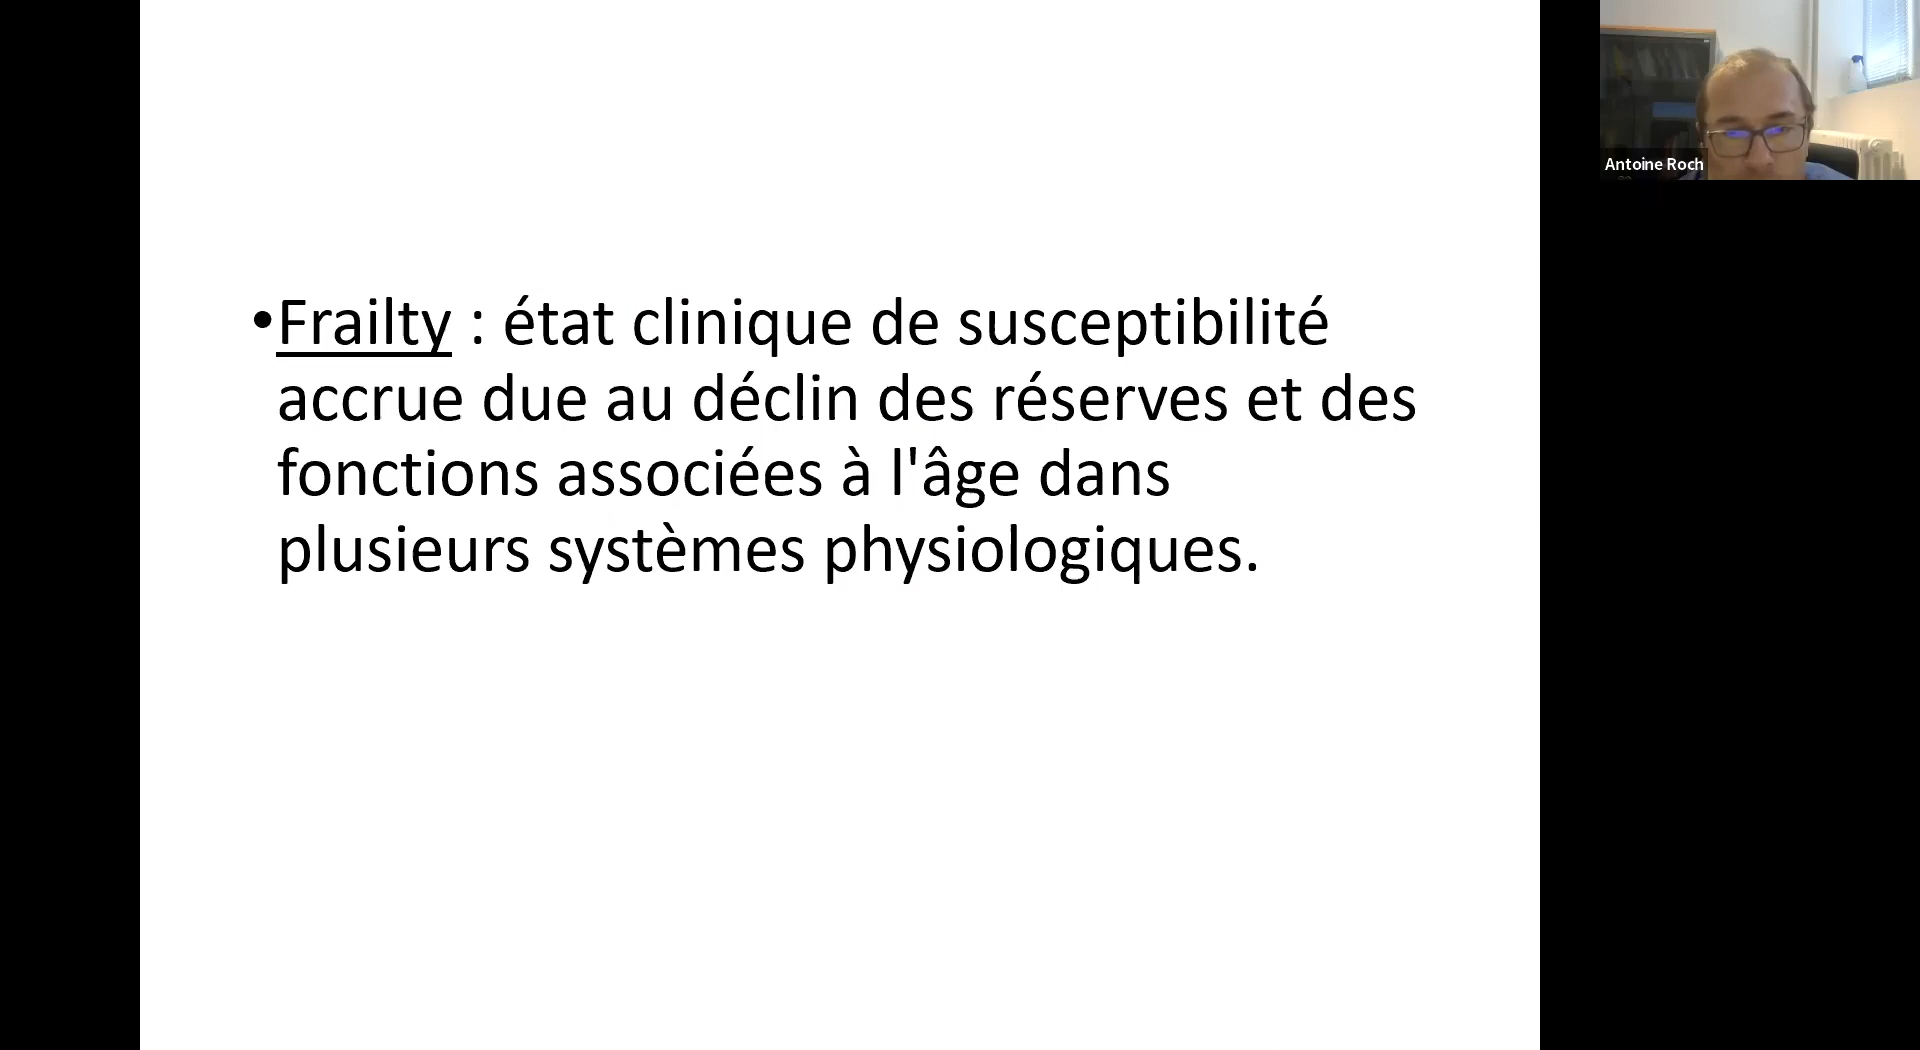 •Frailty : état clinique de susceptibilité
accrue due au déclin des réserves et des
fonctions associées à l'âge dans
plusieurs systèmes physiologiques.
Antoine Roch